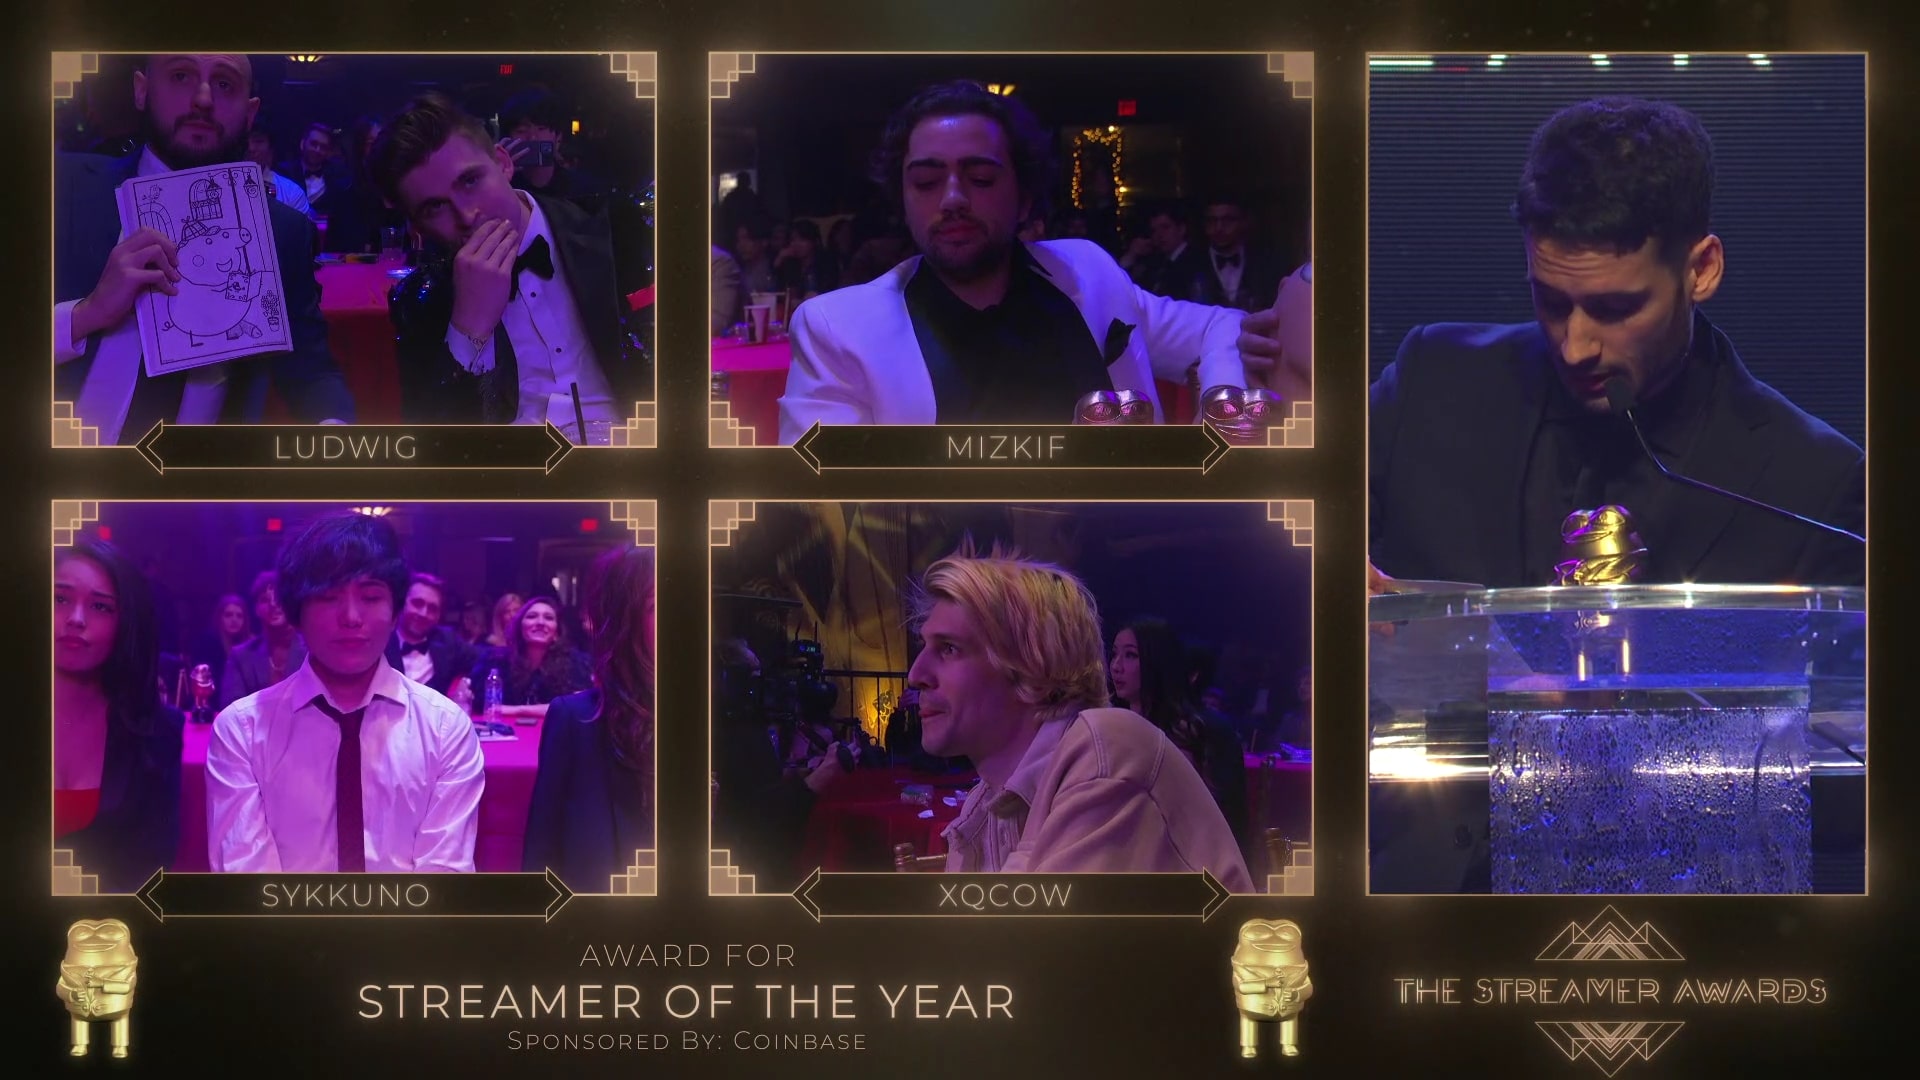 LUDWIG
MIZKIF
SYKKUNO
XQCOW
AWARD FOR
STREAMER OF THE YEAR
SPONSORED BY: COINBASE
THE STREAMER AWARDS